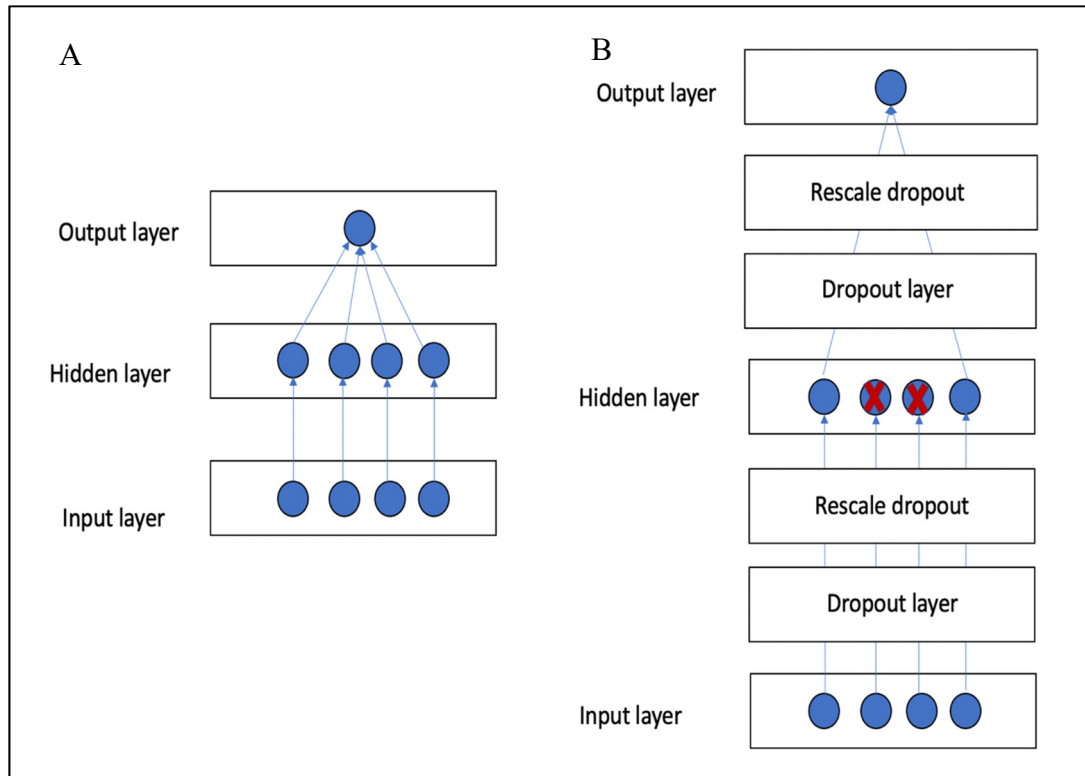 A
Output layer
Hidden layer
Input layer
B
Output layer
Rescale dropout
Dropout layer
Hidden layer
Rescale dropout
Dropout layer
Input layer